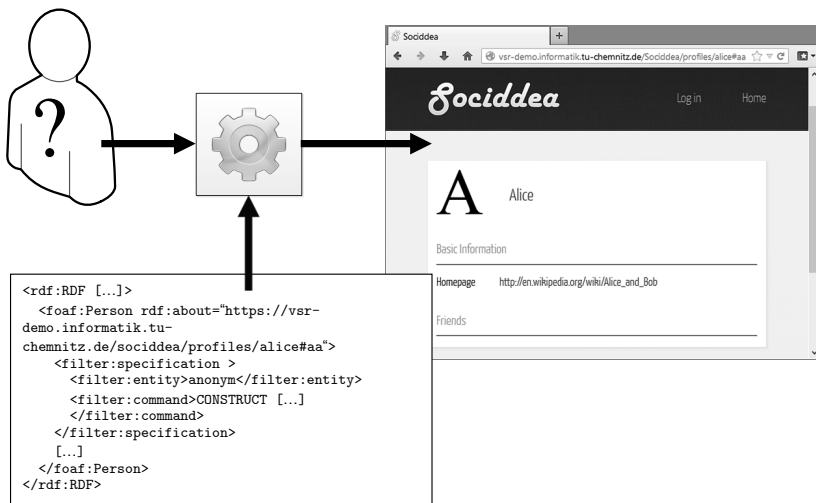 ?
Sociddea
+
vsr-demo.informatik.tu-chemnitz.de/Sociddea/profiles/alice#aa
Sociddea
Log in
Home
A
Alice
Basic Information
Homepage http://en.wikipedia.org/wiki/Alice_and_Bob
Friends
<rdf:RDF […]>
<foaf:Person rdf:about=“https://vsr-
demo.informatik.tu-
chemnitz.de/sociddea/profiles/alice#aa“>
<filter:specification >
<filter:entity>anonym</filter:entity>
<filter:command>CONSTRUCT […]
</filter:command>
</filter:specification>
[…]
</foaf:Person>
</rdf:RDF>